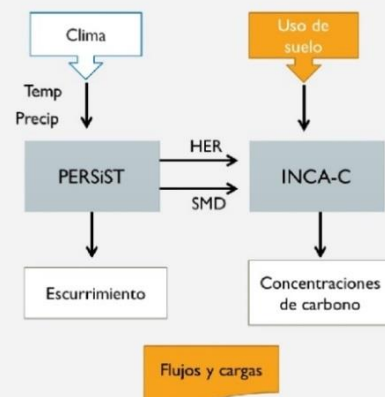 Clima
Uso de
suelo
Temp
Precip
HER
PERSiST
INCA-C
SMD
Escurrimiento
Concentraciones
de carbono
Flujos y cargas